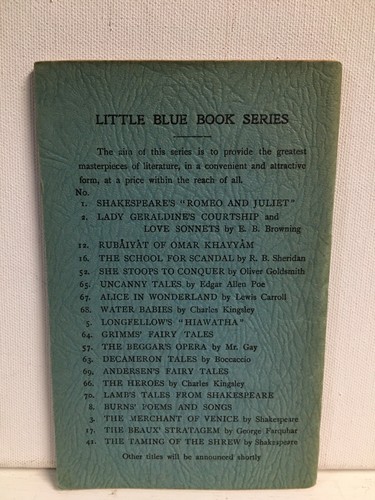 LITTLE BLUE BOOK SERIES
The aim of this series is to provide the greatest
masterpieces of literature, in a convenient and attractive
form, at a price within the reach of all.
No.
1. SHAKESPEARE'S "ROMEO AND JULIET"
2. LADY GERALDINE'S COURTSHIP and
LOVE SONNETS by E. B. Browning
12. RUBÅIYÅT OF OMAR KHAYYÅM
16. THE SCHOOL FOR SCANDAL by R. B. Sheridan
52. SHE STOOPS TO CONQUER by Oliver Goldsmith
65. UNCANNY TALES by Edgar Allen Poe
67. ALICE IN WONDERLAND by Lewis Carroll
68. WATER BABIES by Charles Kingsley
5. LONGFELLOW'S "HIAWATHA"
64. GRIMMS' FAIRY TALES
57. THE BEGGAR'S OPERA by Mr. Gay
63. DECAMERON TALES by Boccaccio
69. ANDERSEN'S FAIRY TALES
66. THE HEROES by Charles Kingsley
70. LAMB'S TALES FROM SHAKESPEARE
8. BURNS' POEMS AND SONGS
3. THE MERCHANT OF VENICE by Shakespeare
17. THE BEAUX' STRATAGEM by George Farquhar
41. THE TAMING OF THE SHREW by Shakespeare
Other titles will be announced shortly